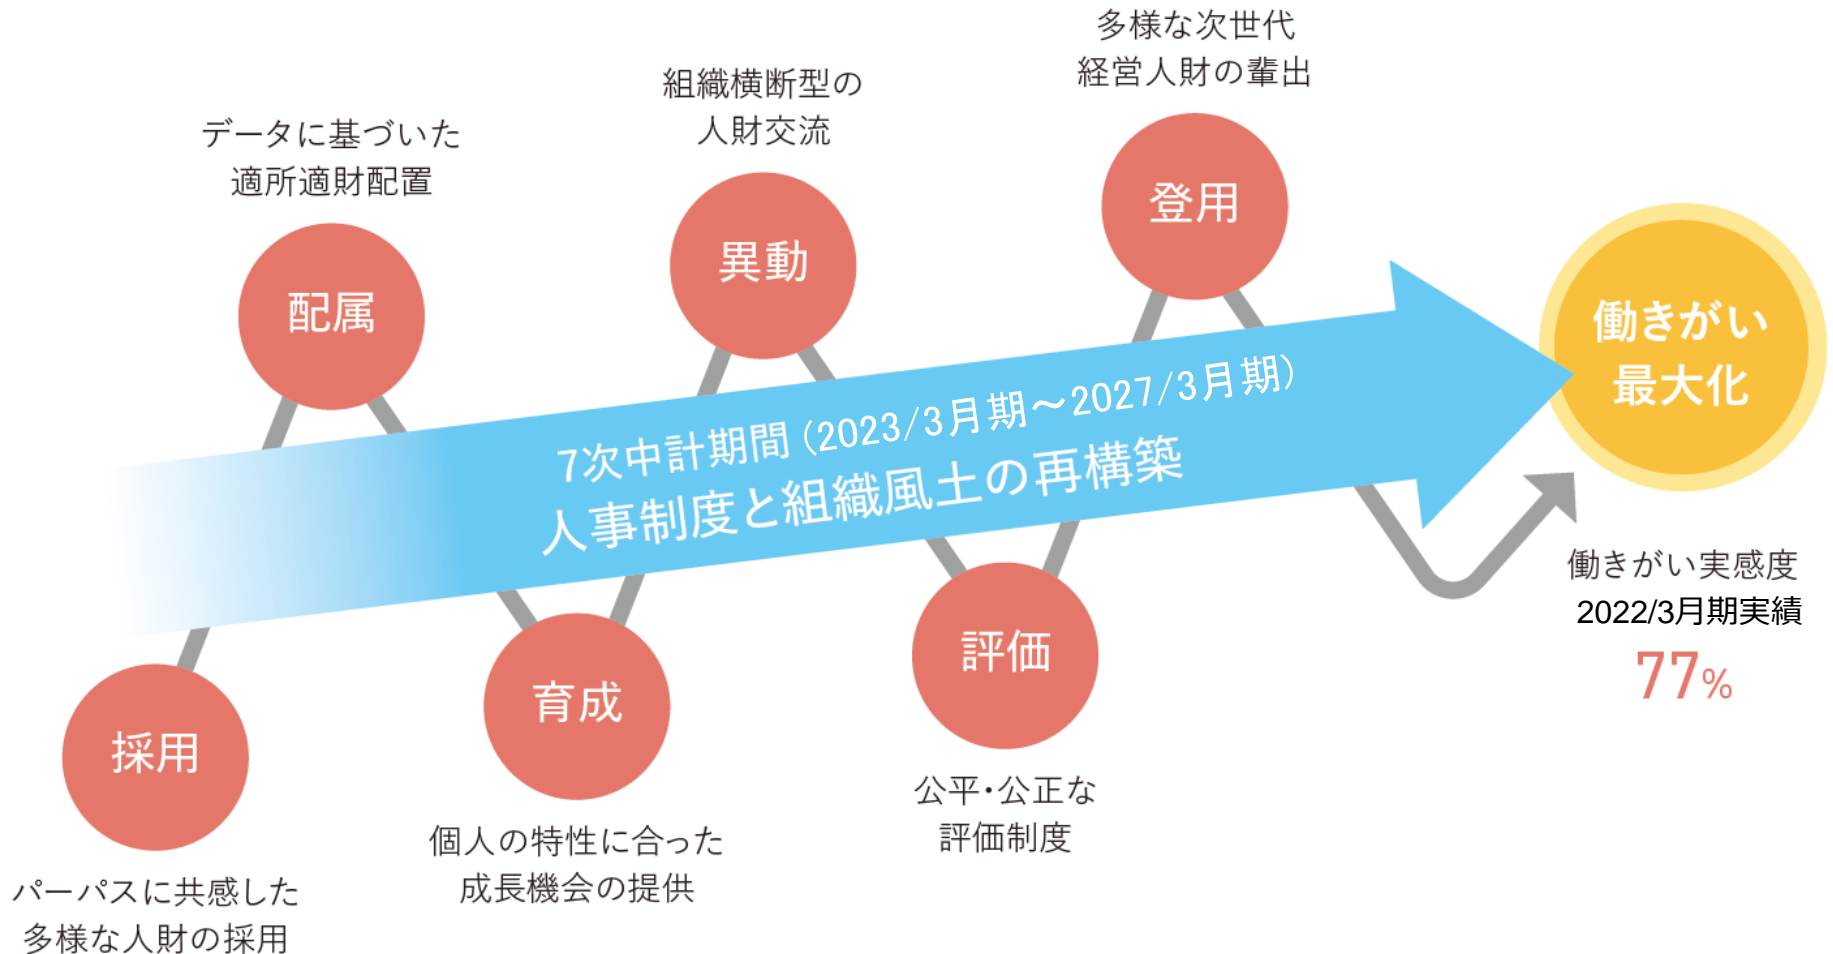 多様な次世代
経営人財の輩出
登用
組織横断型の
人財交流
異動
データに基づいた
適所適財配置
配属
働きがい
最大化
7次中計期間(2023/3月期～2027/3月期)
人事制度と組織風土の再構築
働きがい実感度
2022/3月期実績
77%
評価
公平・公正な
評価制度
育成
個人の特性に合った
成長機会の提供
採用
パーパスに共感した
多様な人財の採用